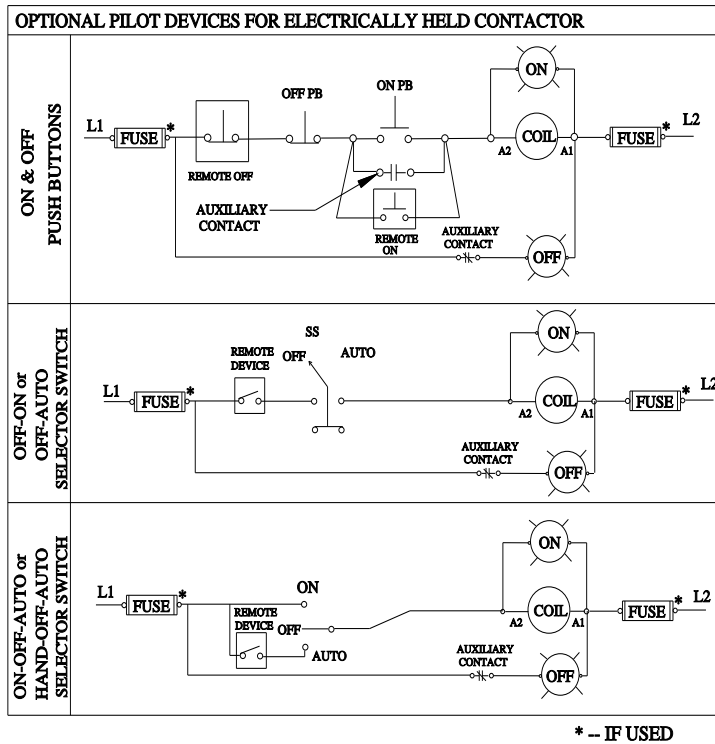 OPTIONAL PILOT DEVICES FOR ELECTRICALLY HELD CONTACTOR
ON & OFF
PUSH BUTTONS
L1
FUSE
*
REMOTE OFF
OFF PB
ON PB
AUXILIARY
CONTACT
REMOTE
ON
AUXILIARY
CONTACT
ON
COIL
A2
A1
OFF
FUSE
*
L2
OFF-ON or
OFF-AUTO
SELECTOR SWITCH
L1
FUSE
*
REMOTE
DEVICE
SS
OFF
AUTO
AUXILIARY
CONTACT
ON
COIL
A2
A1
OFF
FUSE
*
L2
ON-OFF-AUTO or
HAND-OFF-AUTO
SELECTOR SWITCH
L1
FUSE
*
REMOTE
DEVICE
ON
OFF
AUTO
AUXILIARY
CONTACT
ON
COIL
A2
A1
OFF
FUSE
*
L2
* -- IF USED